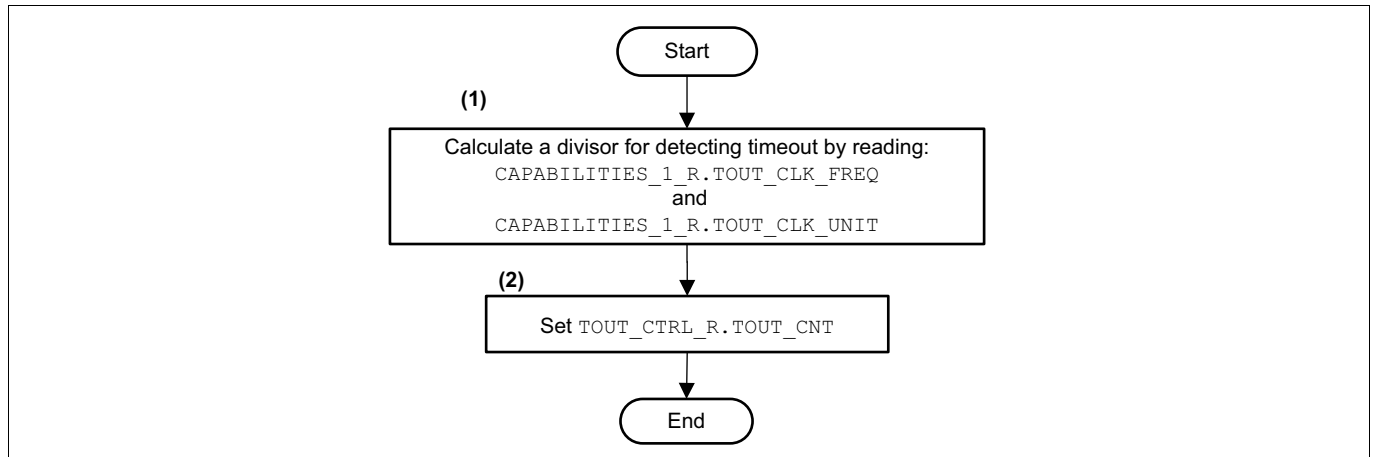 Start
(1)
Calculate a divisor for detecting timeout by reading:
CAPABILITIES_1_R.TOUT_CLK_FREQ
and
CAPABILITIES_1_R.TOUT_CLK_UNIT
(2)
Set TOUT_CTRL_R.TOUT_CNT
End